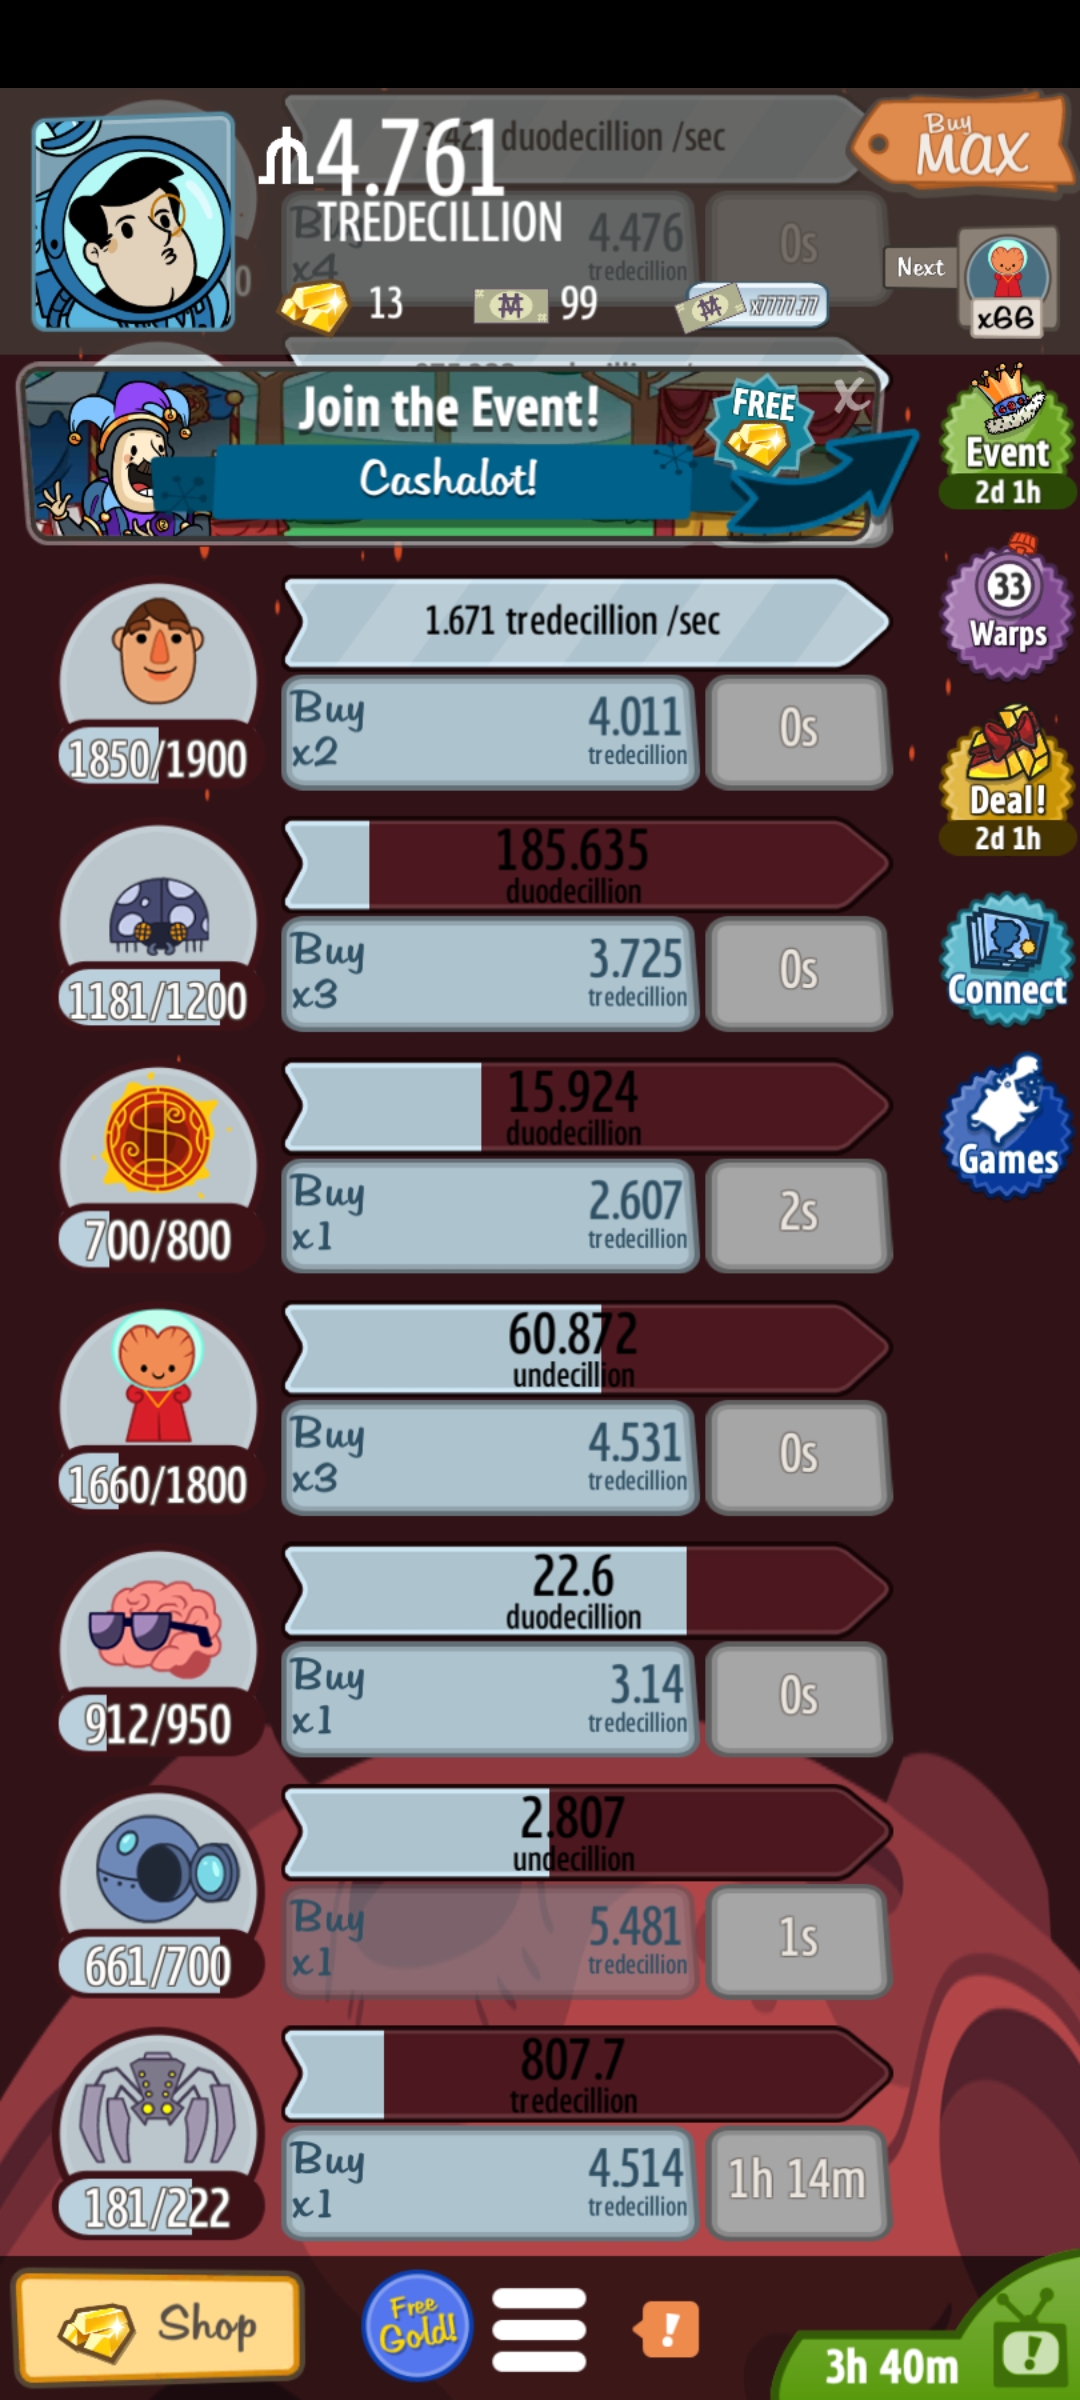 3.42 duodecillion /sec
₼4.761
TREDECILLION
Buy
MAX
x4
4.476
tredecillion
0s
Next
x66
13
99
x7777.77
Join the Event!
FREE
X
Cashalot!
Event
2d 1h
1.671 tredecillion /sec
33
Warps
Buy
x2
4.011
tredecillion
0s
1850/1900
Deal!
2d 1h
185.635
duodecillion
Buy
x3
3.725
tredecillion
0s
1181/1200
Connect
15.924
duodecillion
Buy
x1
2.607
tredecillion
2s
700/800
Games
60.872
undecillion
Buy
x3
4.531
tredecillion
0s
1660/1800
22.6
duodecillion
Buy
x1
3.14
tredecillion
0s
912/950
2.807
undecillion
Buy
x1
5.481
tredecillion
1s
661/700
807.7
tredecillion
Buy
x1
4.514
tredecillion
1h 14m
181/222
Shop
Free
Gold!
!
3h 40m
!